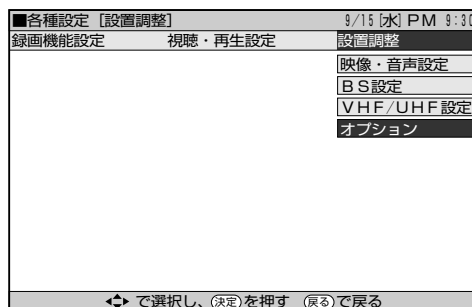 ■各種設定 [設置調整] 9/15[水]PM 9:30
録画機能設定 視聴・再生設定 設置調整
映像・音声設定
BS設定
VHF/UHF設定
オプション
で選択し、決定を押す 戻るで戻る